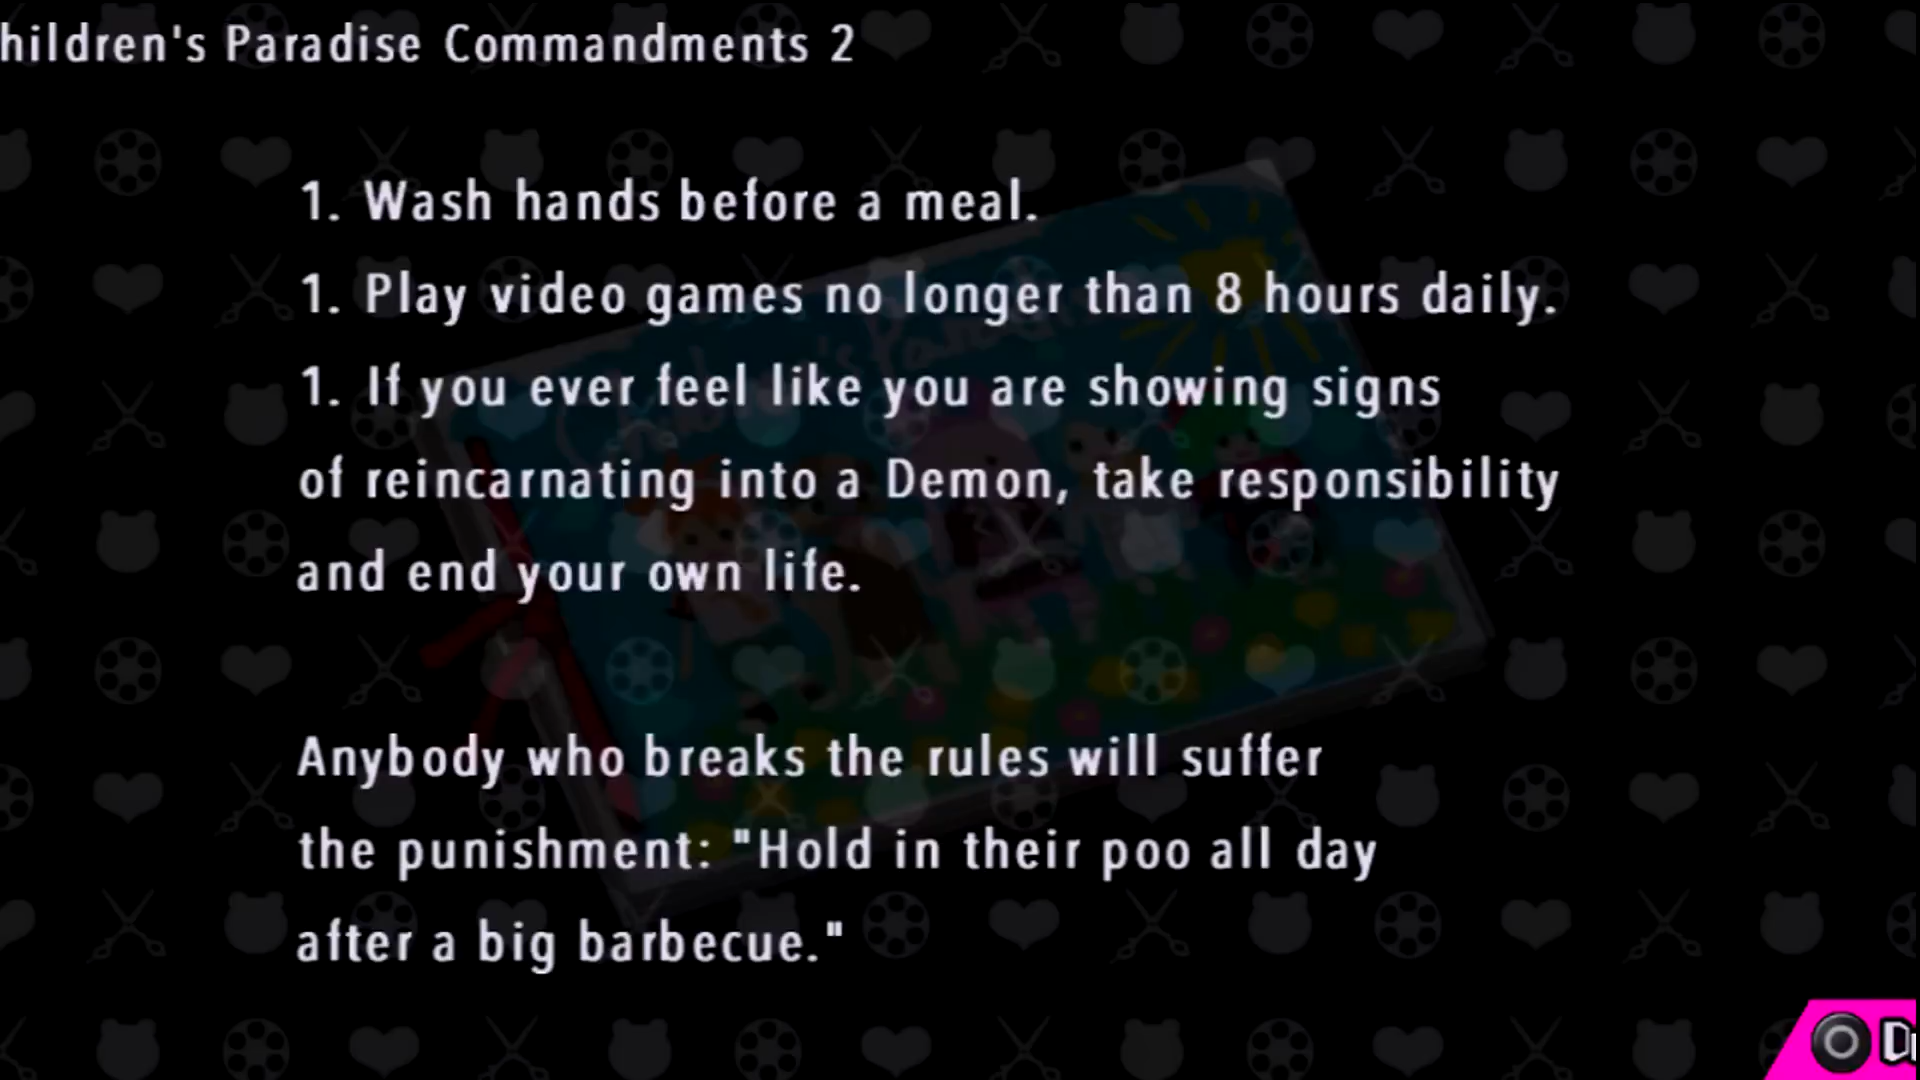 hildren's Paradise Commandments 2
1. Wash hands before a meal.
1. Play video games no longer than 8 hours daily.
1. If you ever feel like you are showing signs
of reincarnating into a Demon, take responsibility
and end your own life.
Anybody who breaks the rules will suffer
the punishment: "Hold in their poo all day
after a big barbecue."